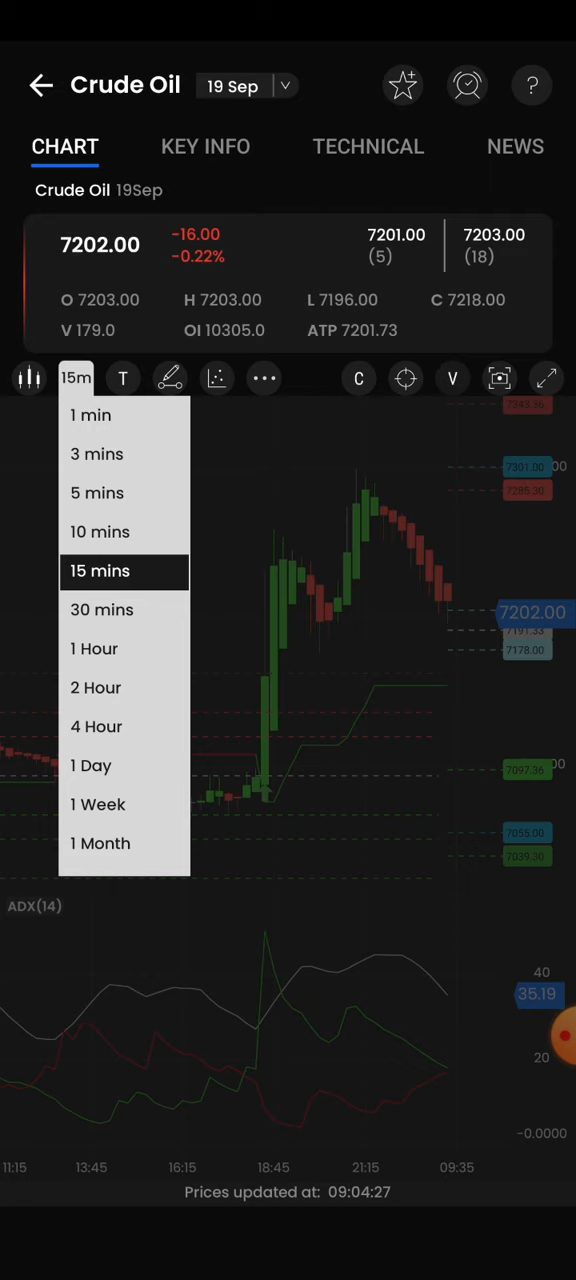 Crude Oil 19 Sep
?
CHART KEY INFO TECHNICAL NEWS
Crude Oil 19Sep
7202.00 -16.00 7201.00 7203.00
-0.22% (5) (18)
O 7203.00 H 7203.00 L 7196.00 C 7218.00
V 179.0 OI 10305.0 ATP 7201.73
15m T C V
1 min
3 mins
5 mins
10 mins
15 mins
30 mins
1 Hour
2 Hour
4 Hour
1 Day
1 Week
1 Month
7343.36
7301.00
7285.30
7202.00
7191.33
7178.00
7097.36
7055.00
7039.30
ADX(14)
40
35.19
20
-0.0000
11:15 13:45 16:15 18:45 21:15 09:35
Prices updated at: 09:04:27